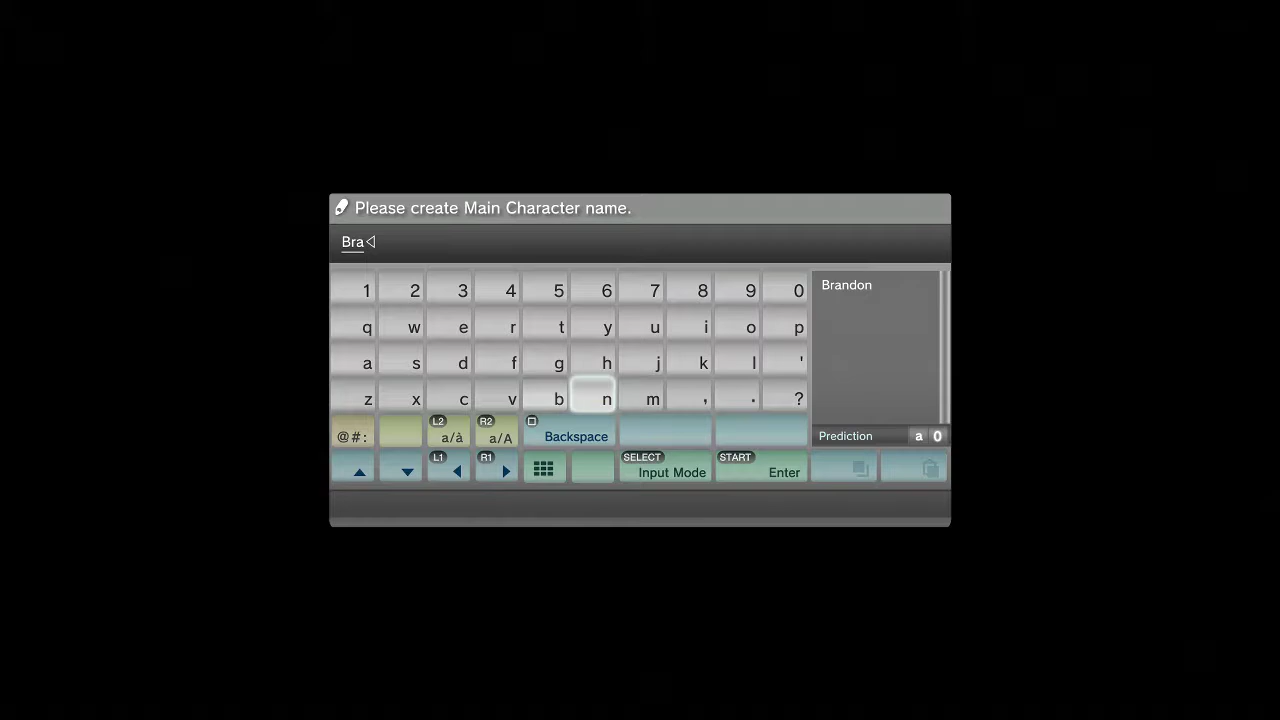 Please create Main Character name.
Bra
1 2 3 4 5 6 7 8 9 0
Brandon
q w e r t y u i o p
a s d f g h j k l '
z x c v b n m , . ?
@#: L2 a/à R2 a/A Backspace
Prediction a 0
L1 R1 SELECT Input Mode START Enter